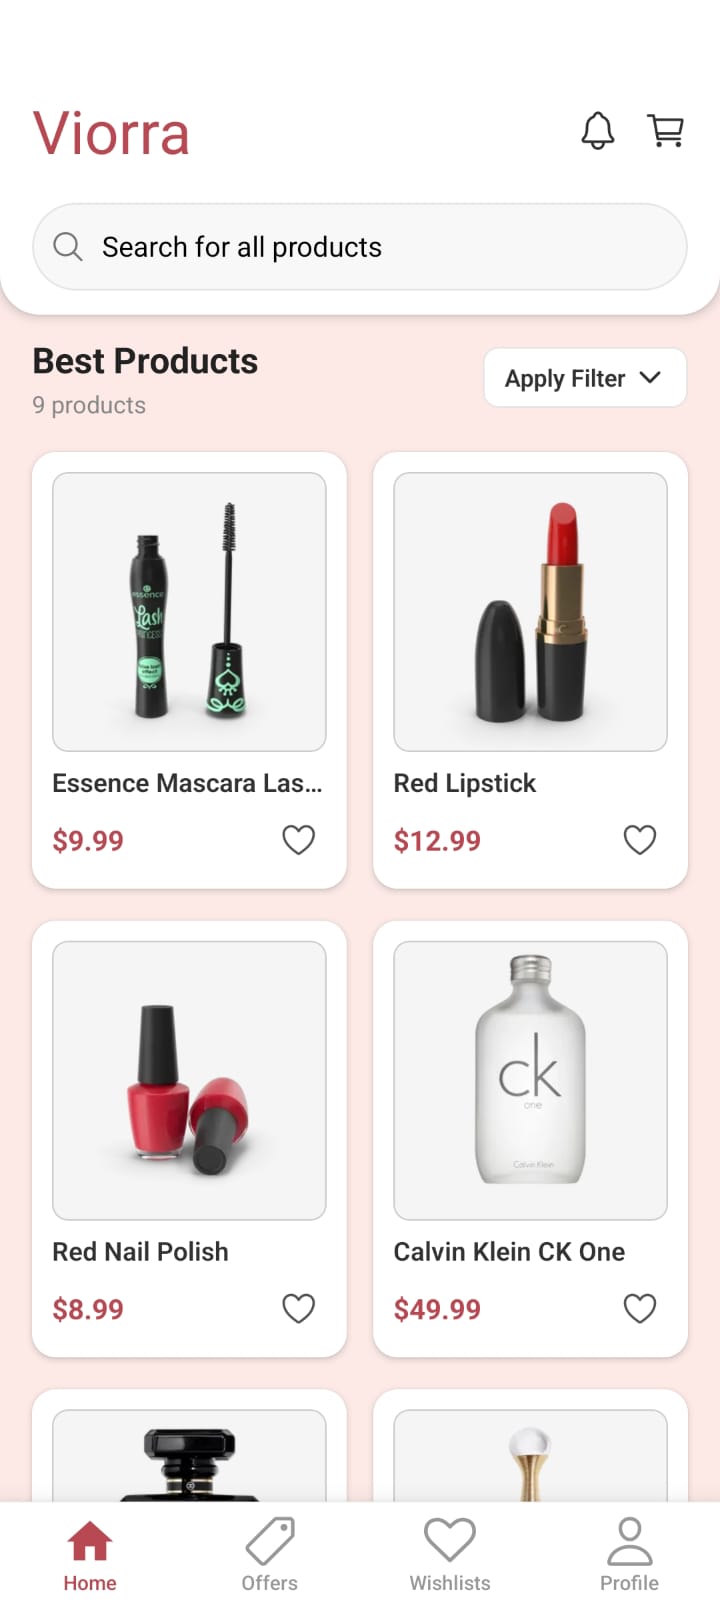 Viorra
Search for all products
Best Products
9 products
Apply Filter
essence
Lash
PRINCESS
Essence Mascara Las...
$9.99
Red Lipstick
$12.99
ck
one
Calvin Klein
Red Nail Polish
$8.99
Calvin Klein CK One
$49.99
Home
Offers
Wishlists
Profile